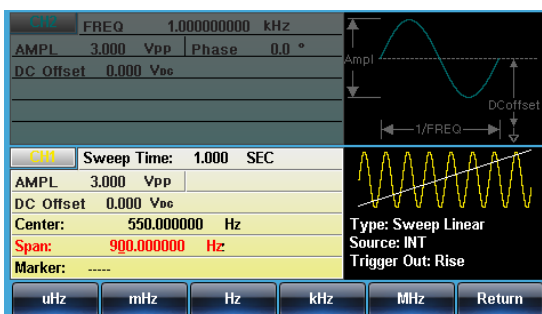 CH2 FREQ 1.000000000 kHz
AMPL 3.000 Vpp Phase 0.0 °
DC Offset 0.000 VDC
Ampl
DCoffset
1/FREQ
CH1 Sweep Time: 1.000 SEC
AMPL 3.000 Vpp
DC Offset 0.000 VDC
Center: 550.000000 Hz
Span: 900.000000 Hz
Marker: -----
Type: Sweep Linear
Source: INT
Trigger Out: Rise
uHz mHz Hz kHz MHz Return